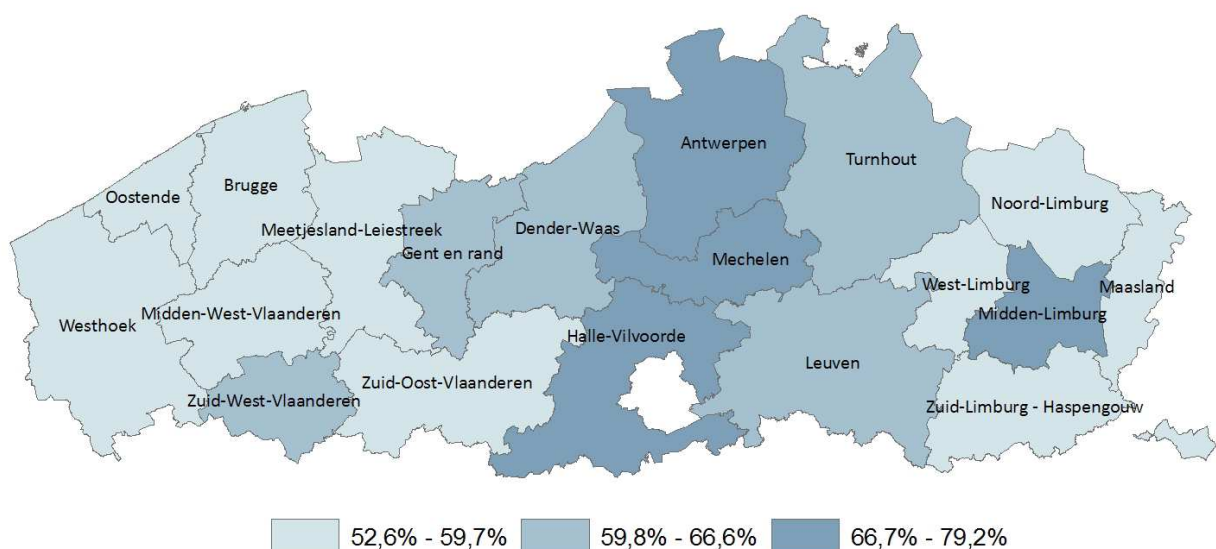 Antwerpen
Turnhout
Brugge
Oostende
Noord-Limburg
Meetjesland-Leiestreek
Dender-Waas
Gent en rand
Mechelen
West-Limburg
Maasland
Midden-West-Vlaanderen
Midden-Limburg
Westhoek
Halle-Vilvoorde
Leuven
Zuid-Oost-Vlaanderen
Zuid-West-Vlaanderen
Zuid-Limburg - Haspengouw
52,6% - 59,7%
59,8% - 66,6%
66,7% - 79,2%